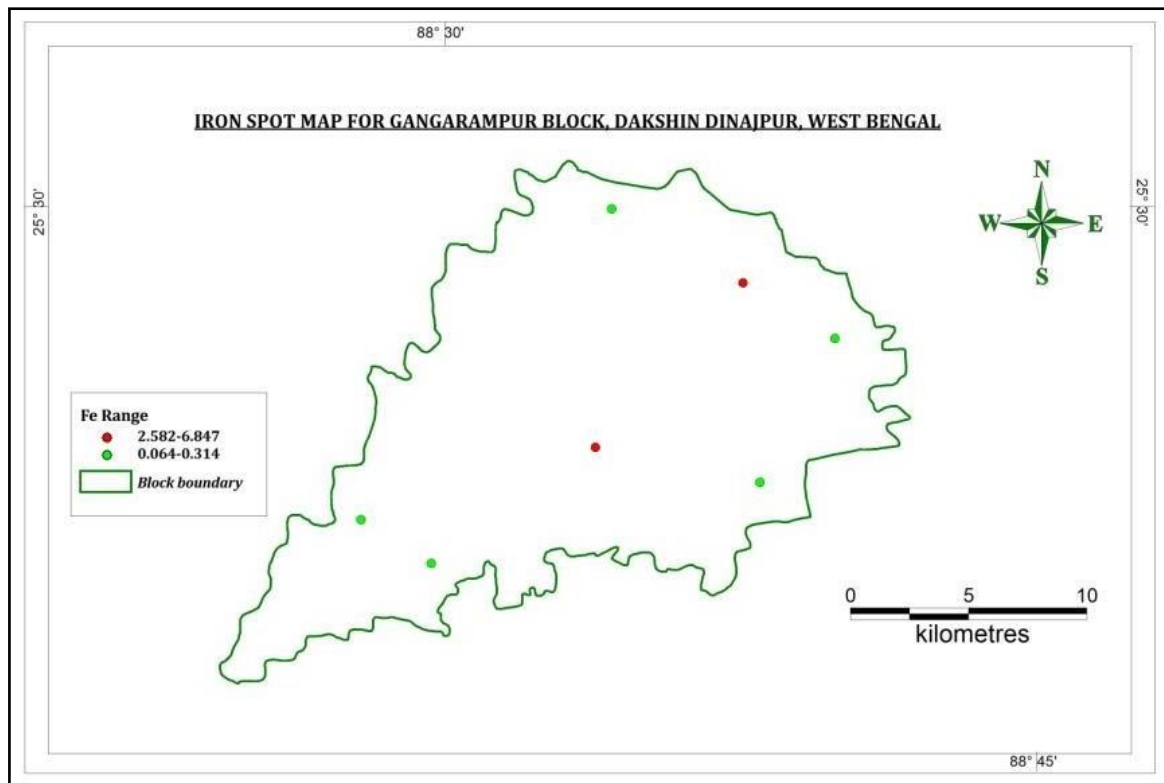 88° 30'
IRON SPOT MAP FOR GANGARAMPUR BLOCK, DAKSHIN DINAJPUR, WEST BENGAL
25° 30'
25° 30'
N
W E
S
Fe Range
2.582-6.847
0.064-0.314
Block boundary
0 5 10
kilometres
88° 45'